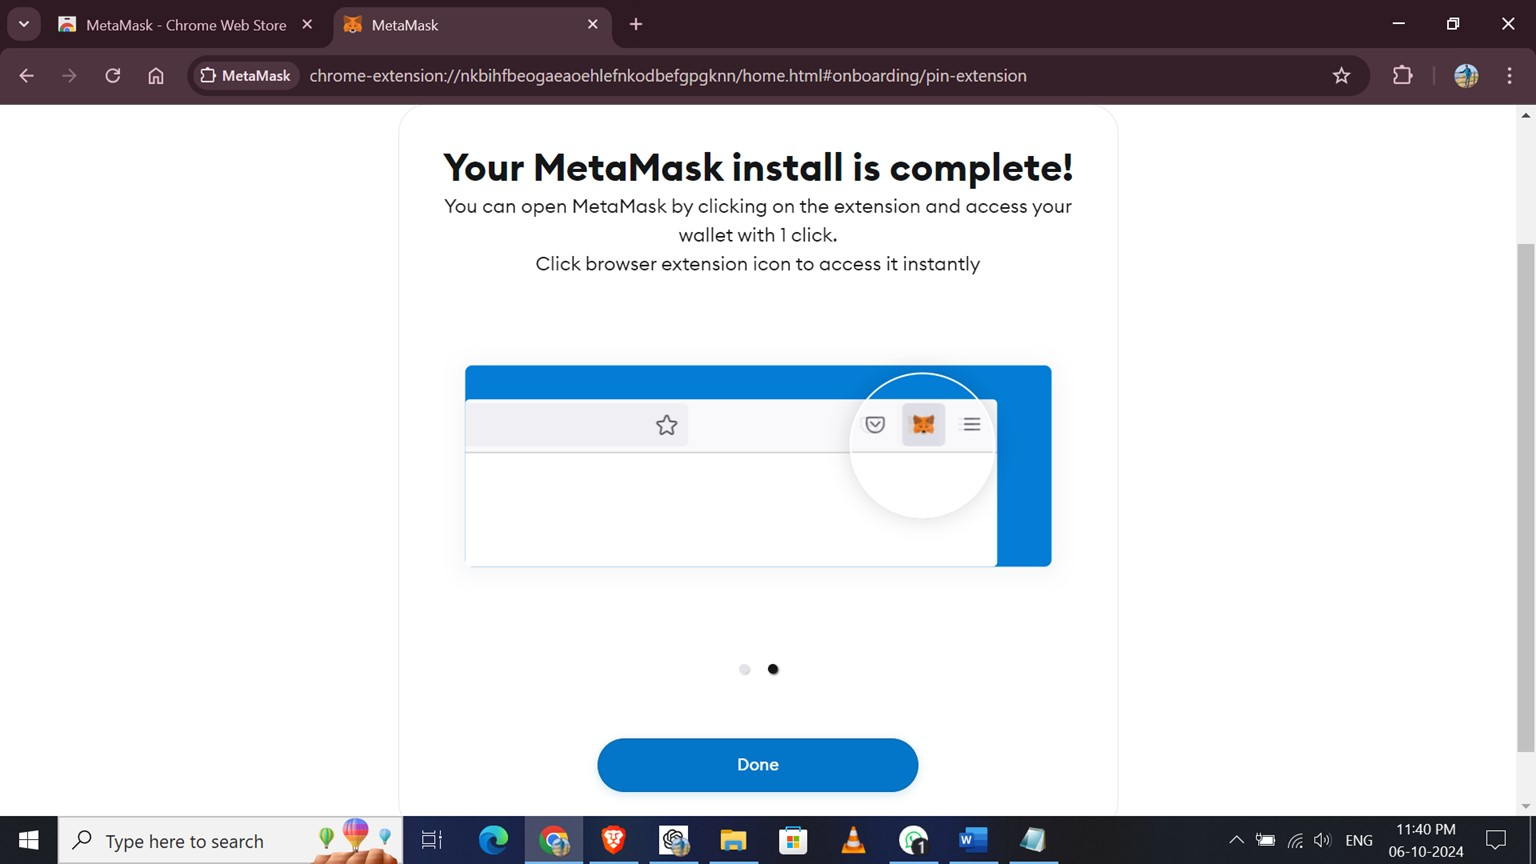 MetaMask - Chrome Web Store
MetaMask
MetaMask
chrome-extension://nkbihfbeogaeaoehlefnkodbefgpgknn/home.html#onboarding/pin-extension
Your MetaMask install is complete!
You can open MetaMask by clicking on the extension and access your
wallet with 1 click.
Click browser extension icon to access it instantly
Done
Type here to search
1
W
ENG
11:40 PM
06-10-2024